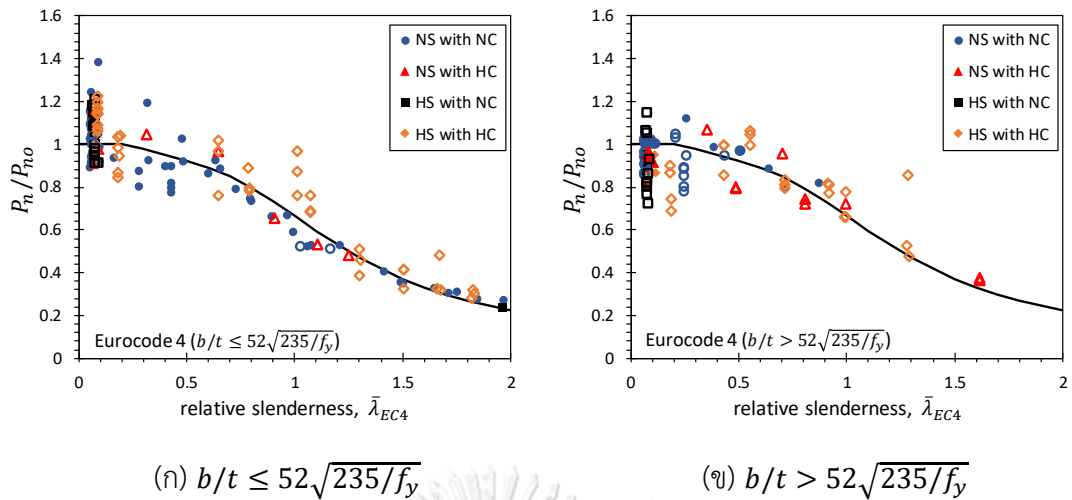 1.6
1.4
1.2
1
0.8
0.6
0.4
0.2
0
P_n/P_no
0
0.5
1
1.5
2
NS with NC
NS with HC
HS with NC
HS with HC
Eurocode 4 (b/t ≤ 52√235/f_y)
relative slenderness, λ̄_EC4
(ก) b/t ≤ 52√235/f_y
1.6
1.4
1.2
1
0.8
0.6
0.4
0.2
0
P_n/P_no
0
0.5
1
1.5
2
NS with NC
NS with HC
HS with NC
HS with HC
Eurocode 4 (b/t > 52√235/f_y)
relative slenderness, λ̄_EC4
(ข) b/t > 52√235/f_y